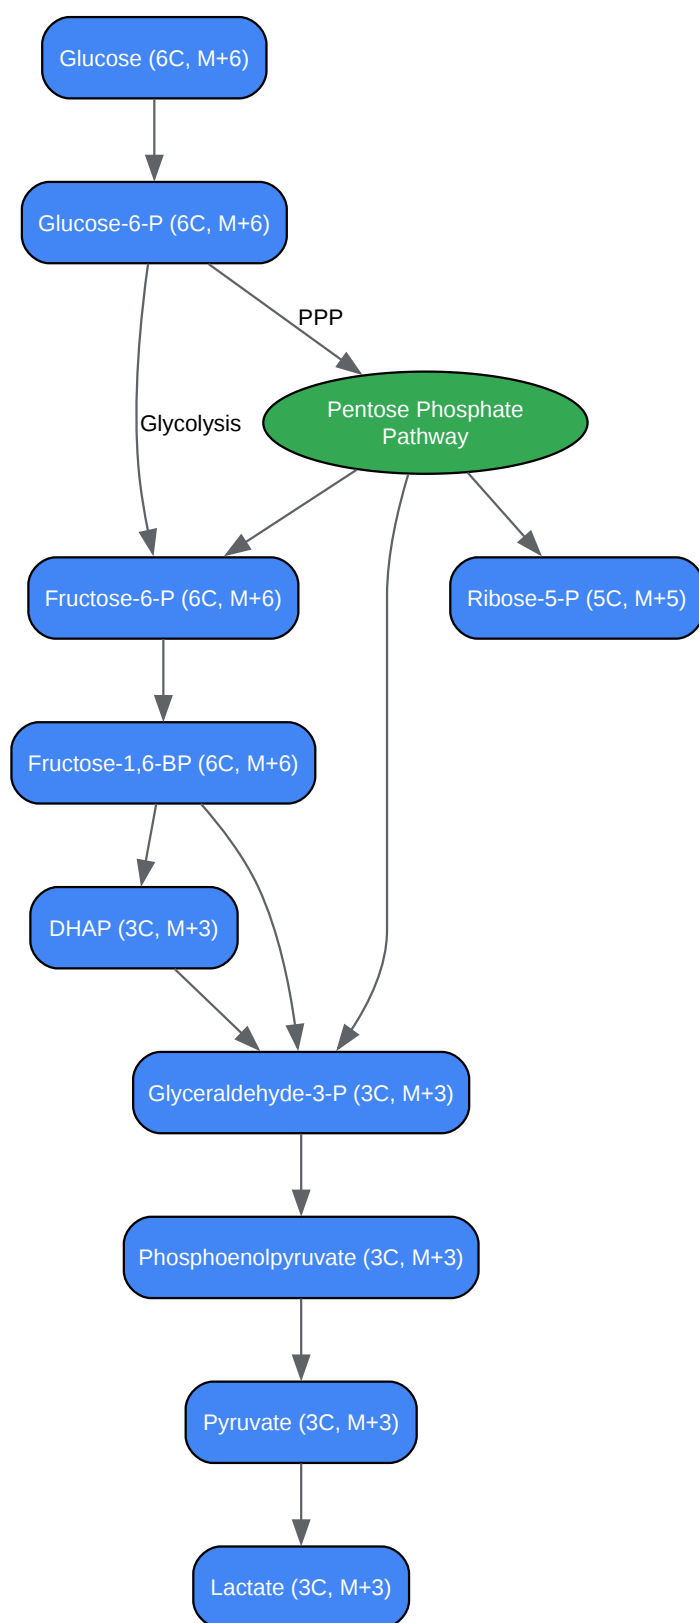 Glucose (6C, M+6)
Glucose-6-P (6C, M+6)
PPP
Pentose Phosphate
Pathway
Glycolysis
Fructose-6-P (6C, M+6)
Ribose-5-P (5C, M+5)
Fructose-1,6-BP (6C, M+6)
DHAP (3C, M+3)
Glyceraldehyde-3-P (3C, M+3)
Phosphoenolpyruvate (3C, M+3)
Pyruvate (3C, M+3)
Lactate (3C, M+3)